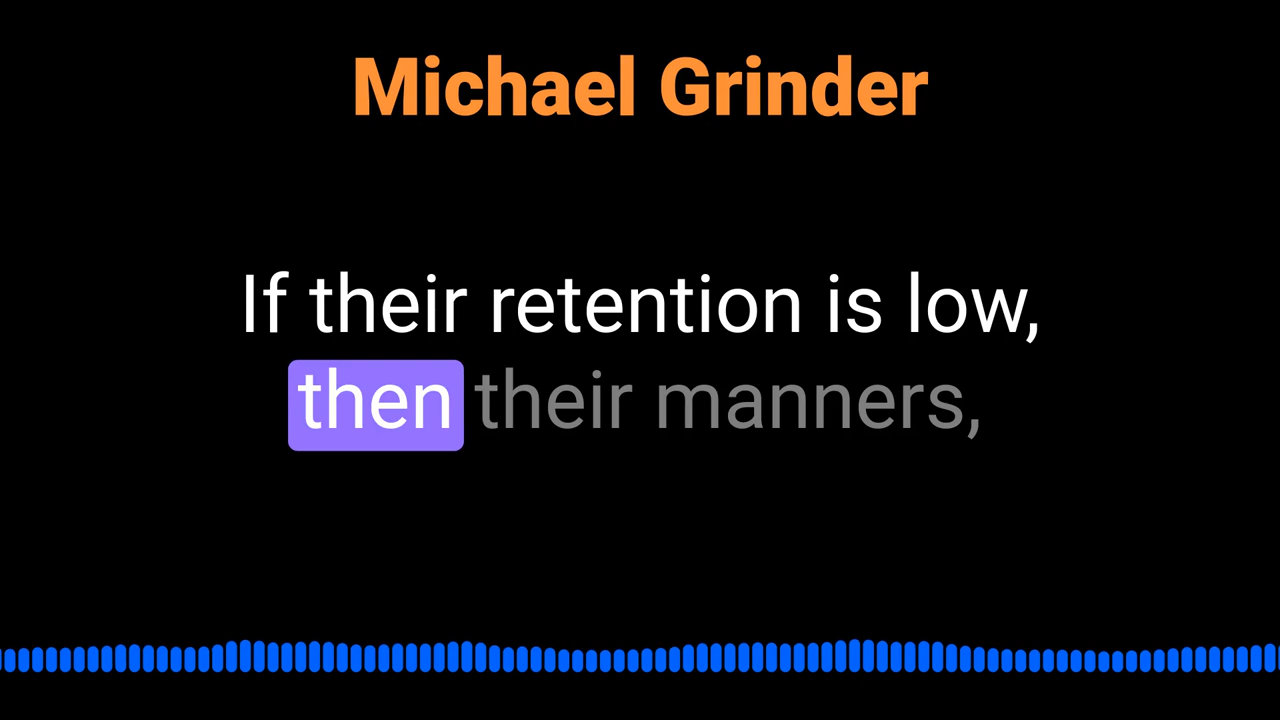 Michael Grinder
If their retention is low,
then their manners,